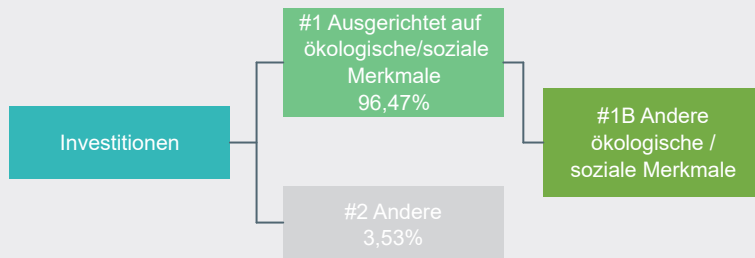 Investitionen
#1 Ausgerichtet auf
ökologische/soziale
Merkmale
96,47%
#2 Andere
3,53%
#1B Andere
ökologische /
soziale Merkmale